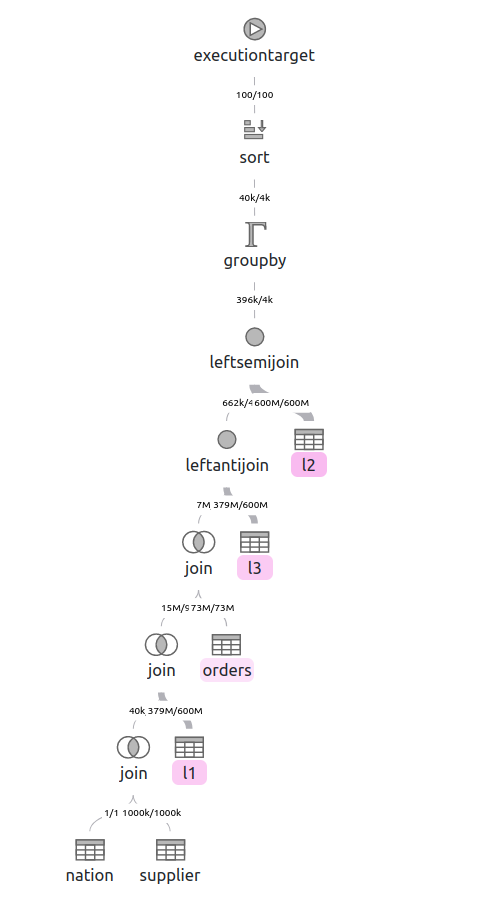 executiontarget
100/100
sort
40k/4k
groupby
396k/4k
leftsemijoin
662k/4 600M/600M
leftantijoin
l2
7M 379M/600M
join
l3
15M/9 73M/73M
join
orders
40k 379M/600M
join
l1
1/1 1000k/1000k
nation
supplier